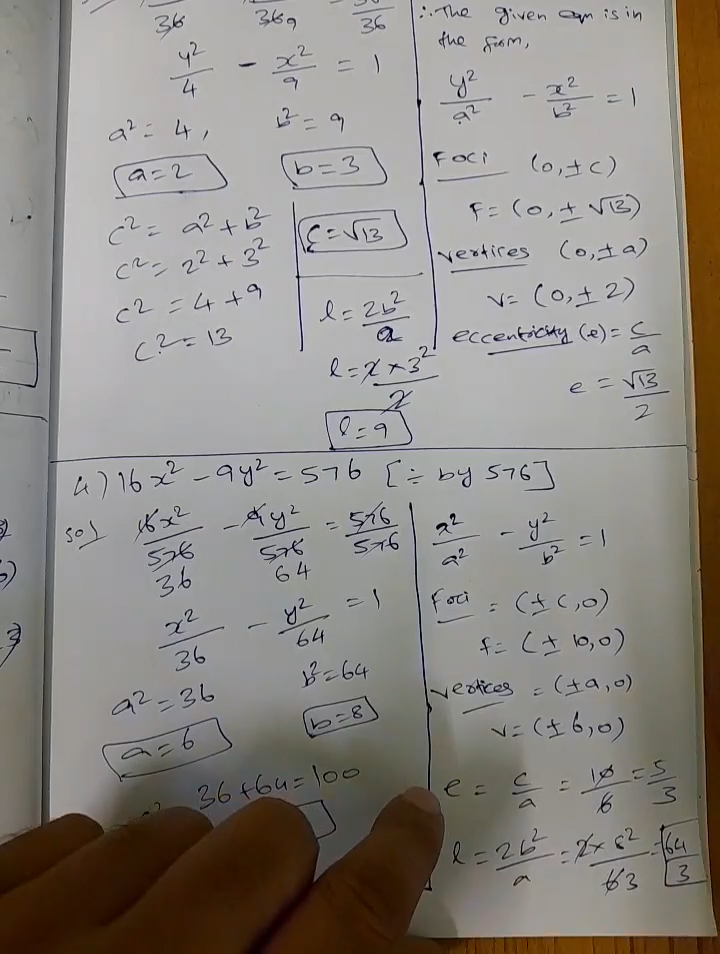 36 36 9 36
y²/4 - x²/9 = 1
a² = 4, b² = 9
a=2 b=3
c² = a² + b²
c² = 2² + 3²
c² = 4 + 9
c² = 13
c = √13
l = 2b²/a
l = 2 × 3²/2
l = 9
∴ The given eqn is in
the form,
y²/a² - x²/b² = 1
Foci (0, ± c)
f = (0, ± √13)
vertices (0, ± a)
v = (0, ± 2)
eccentricity (e) = c/a
e = √13/2
4) 16x² - 9y² = 576 [÷ by 576]
sol
16x²/576 - 9y²/576 = 576/576
36 64
x²/36 - y²/64 = 1
a² = 36 b² = 64
a = 6 b = 8
36 + 64 = 100
x²/a² - y²/b² = 1
Foci = (± c, 0)
f = (± 10, 0)
vertices = (± a, 0)
v = (± 6, 0)
e = c/a = 10/6 = 5/3
l = 2b²/a = 2 × 8²/6 3 = 64/3